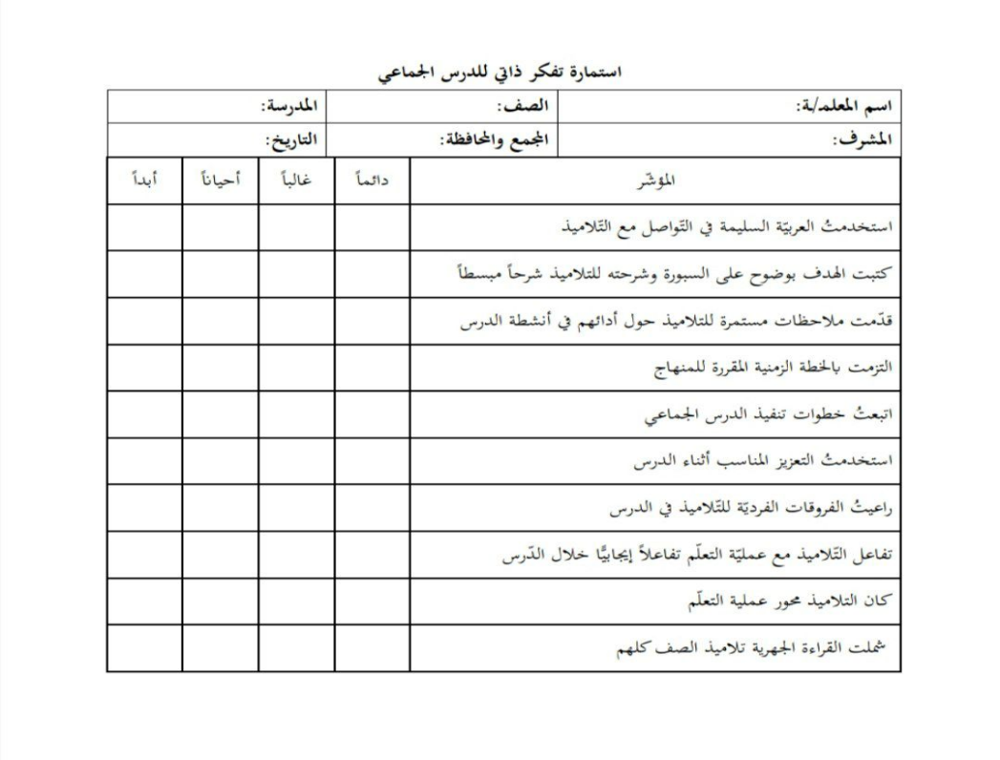 استمارة تفكر ذاتي للدرس الجماعي
اسم المعلمـ/ـة: الصف: المدرسة:
المشرف: المجمع والمحافظة: التاريخ:
المؤشّر دائماً غالباً أحياناً أبداً
استخدمتُ العربيّة السليمة في التّواصل مع التّلاميذ
كتبت الهدف بوضوح على السبورة وشرحته للتلاميذ شرحاً مبسطاً
قدّمت ملاحظات مستمرة للتلاميذ حول أدائهم في أنشطة الدرس
التزمت بالخطة الزمنية المقررة للمنهاج
اتبعتُ خطوات تنفيذ الدرس الجماعي
استخدمتُ التعزيز المناسب أثناء الدرس
راعيتُ الفروقات الفرديّة للتّلاميذ في الدرس
تفاعل التّلاميذ مع عمليّة التعلّم تفاعلاً إيجابيًّا خلال الدّرس
كان التلاميذ محور عملية التعلّم
شملت القراءة الجهرية تلاميذ الصف كلهم